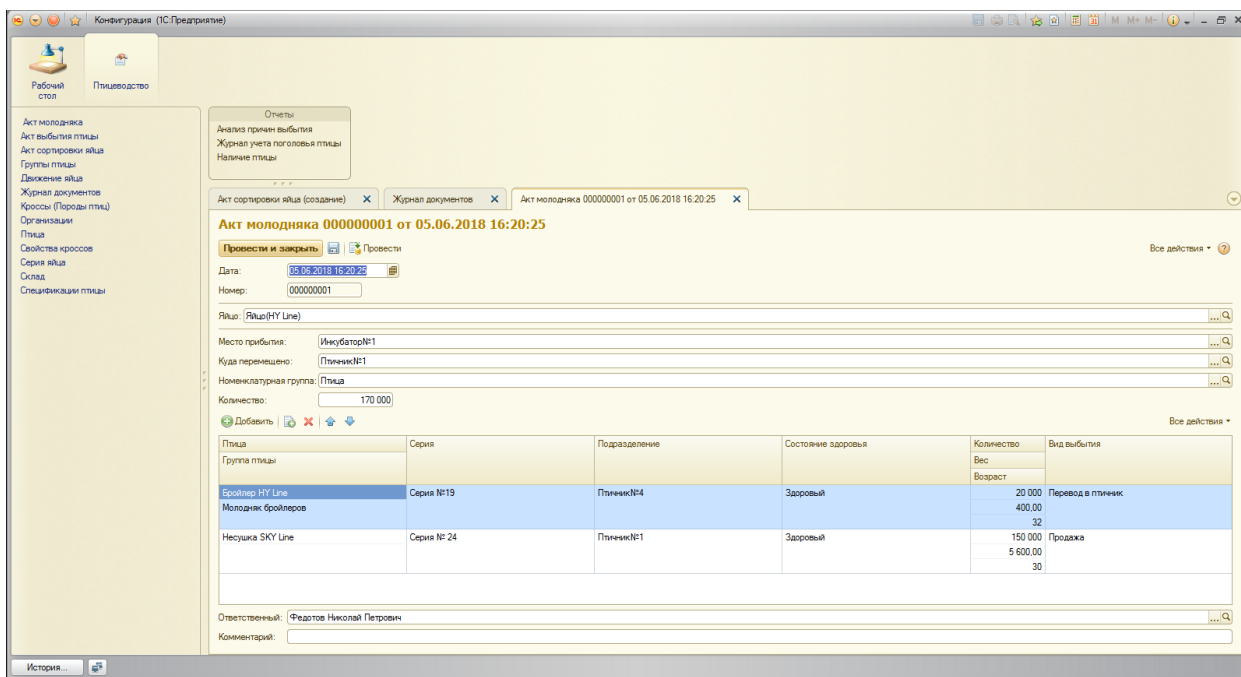 Конфигурация (1С:Предприятие)
M M+ M-
Рабочий стол
Птицеводство
Акт молодняка
Акт выбытия птицы
Акт сортировки яйца
Группы птицы
Движение яйца
Журнал документов
Кроссы (Породы птиц)
Организации
Птица
Свойства кроссов
Серия яйца
Склад
Спецификации птицы
Отчеты
Анализ причин выбытия
Журнал учета поголовья птицы
Наличие птицы
Акт сортировки яйца (создание)
Журнал документов
Акт молодняка 000000001 от 05.06.2018 16:20:25
Акт молодняка 000000001 от 05.06.2018 16:20:25
Провести и закрыть Провести Все действия
Дата: 05.06.2018 16:20:25
Номер: 000000001
Яйцо: Яйцо(HY Line)
Место прибытия: Инкубатор№1
Куда перемещено: Птичник№1
Номенклатурная группа: Птица
Количество: 170 000
Добавить Все действия
Птица Серия Подразделение Состояние здоровья Количество Вид выбытия
Группа птицы Вес
Возраст
Бройлер HY Line Серия №19 Птичник№4 Здоровый 20 000 Перевод в птичник
Молодняк бройлеров 400,00
32
Несушка SKY Line Серия № 24 Птичник№1 Здоровый 150 000 Продажа
5 600,00
30
Ответственный: Федотов Николай Петрович
Комментарий:
История...